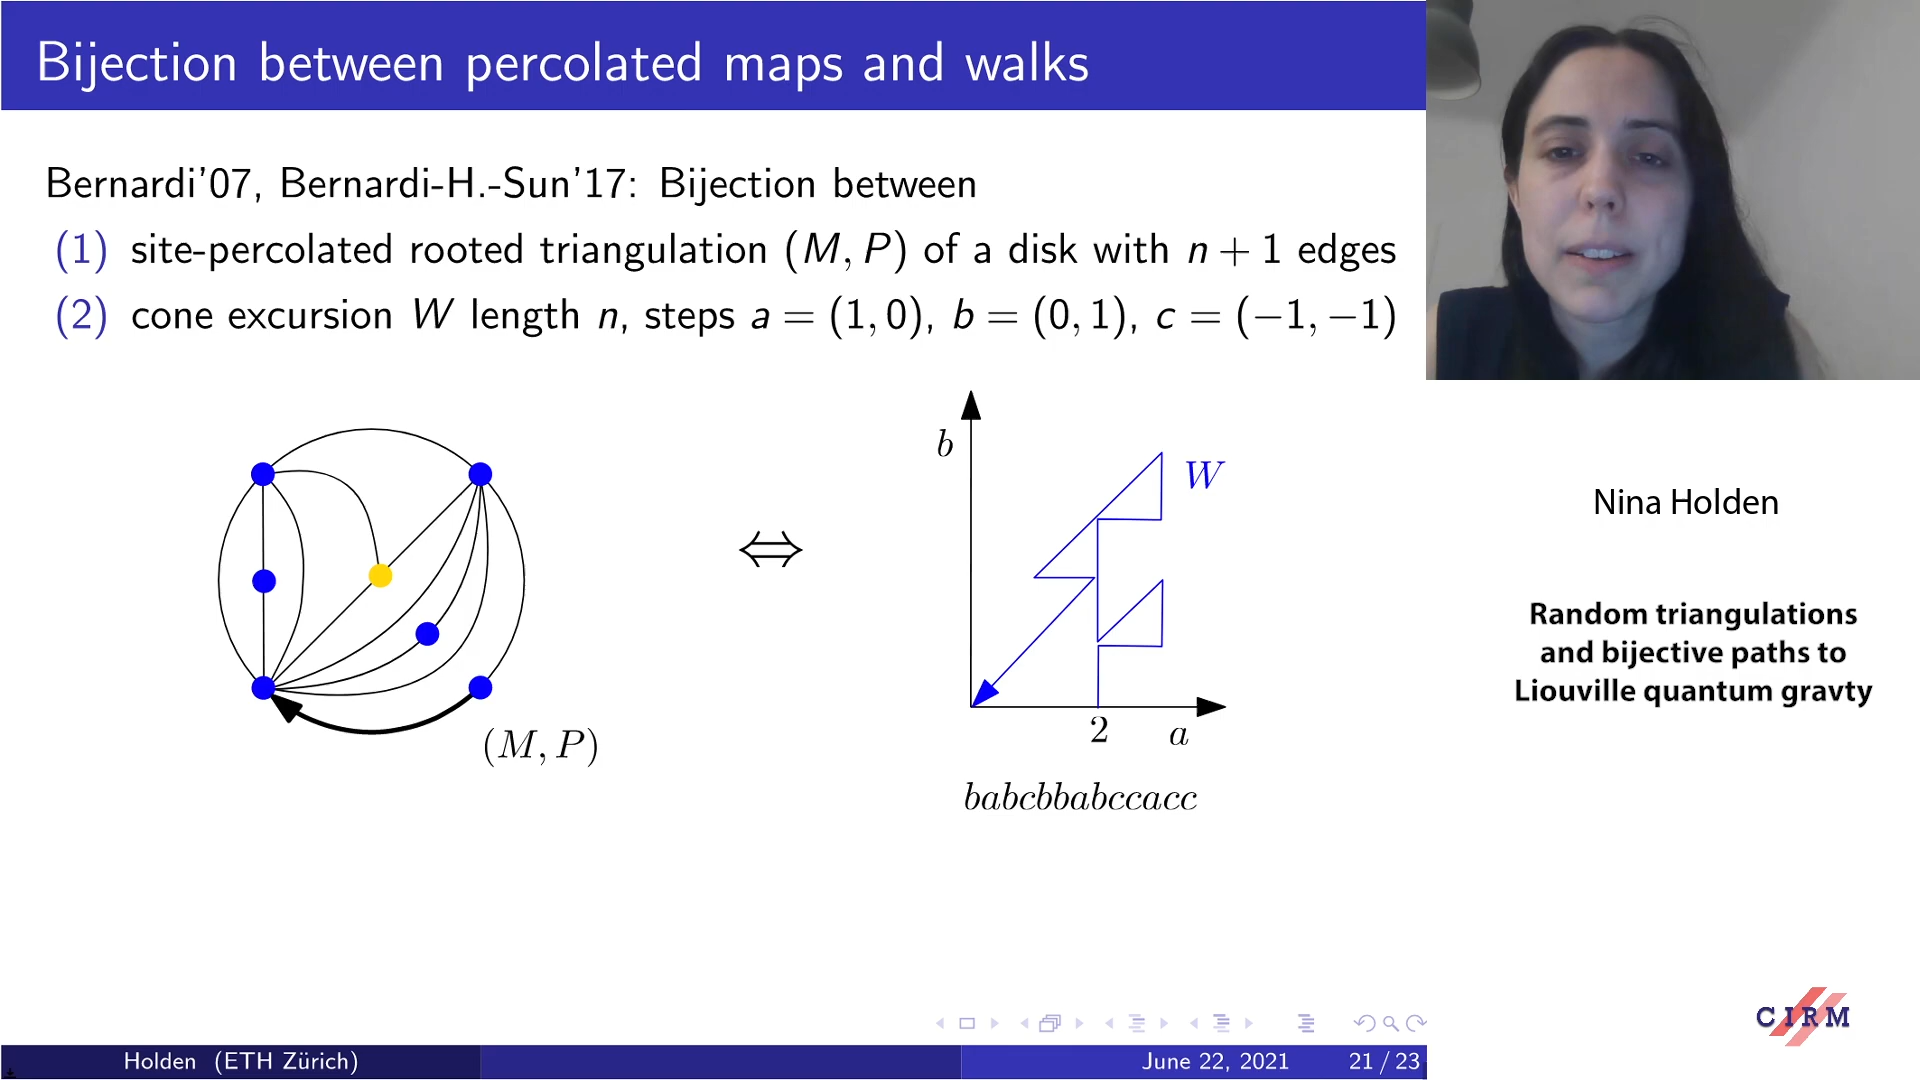 Bijection between percolated maps and walks
Bernardi'07, Bernardi-H.-Sun'17: Bijection between
(1) site-percolated rooted triangulation (M, P) of a disk with n + 1 edges
(2) cone excursion W length n, steps a = (1, 0), b = (0, 1), c = (−1, −1)
b
W
(M, P)
2
a
babcbbabccacc
Nina Holden
Random triangulations
and bijective paths to
Liouville quantum gravty
CIRM
Holden (ETH Zürich)
June 22, 2021
21 / 23